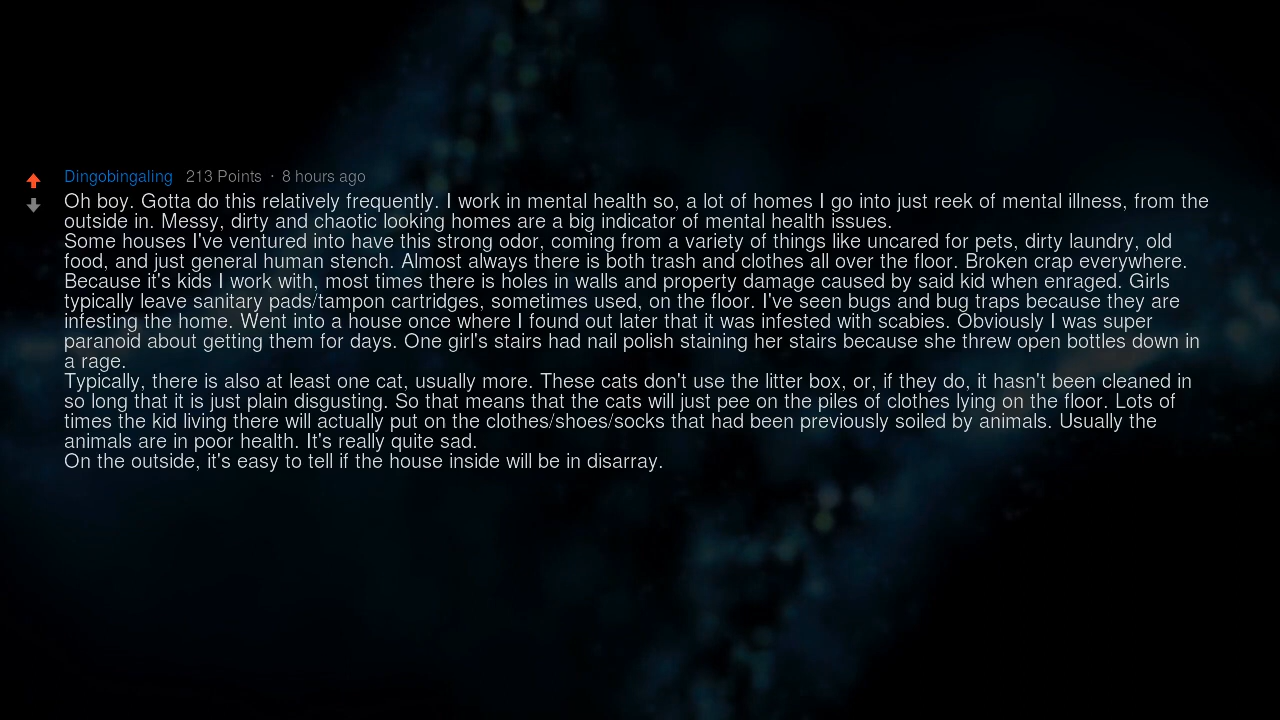 Dingobingaling 213 Points · 8 hours ago
Oh boy. Gotta do this relatively frequently. I work in mental health so, a lot of homes I go into just reek of mental illness, from the
outside in. Messy, dirty and chaotic looking homes are a big indicator of mental health issues.
Some houses I've ventured into have this strong odor, coming from a variety of things like uncared for pets, dirty laundry, old
food, and just general human stench. Almost always there is both trash and clothes all over the floor. Broken crap everywhere.
Because it's kids I work with, most times there is holes in walls and property damage caused by said kid when enraged. Girls
typically leave sanitary pads/tampon cartridges, sometimes used, on the floor. I've seen bugs and bug traps because they are
infesting the home. Went into a house once where I found out later that it was infested with scabies. Obviously I was super
paranoid about getting them for days. One girl's stairs had nail polish staining her stairs because she threw open bottles down in
a rage.
Typically, there is also at least one cat, usually more. These cats don't use the litter box, or, if they do, it hasn't been cleaned in
so long that it is just plain disgusting. So that means that the cats will just pee on the piles of clothes lying on the floor. Lots of
times the kid living there will actually put on the clothes/shoes/socks that had been previously soiled by animals. Usually the
animals are in poor health. It's really quite sad.
On the outside, it's easy to tell if the house inside will be in disarray.